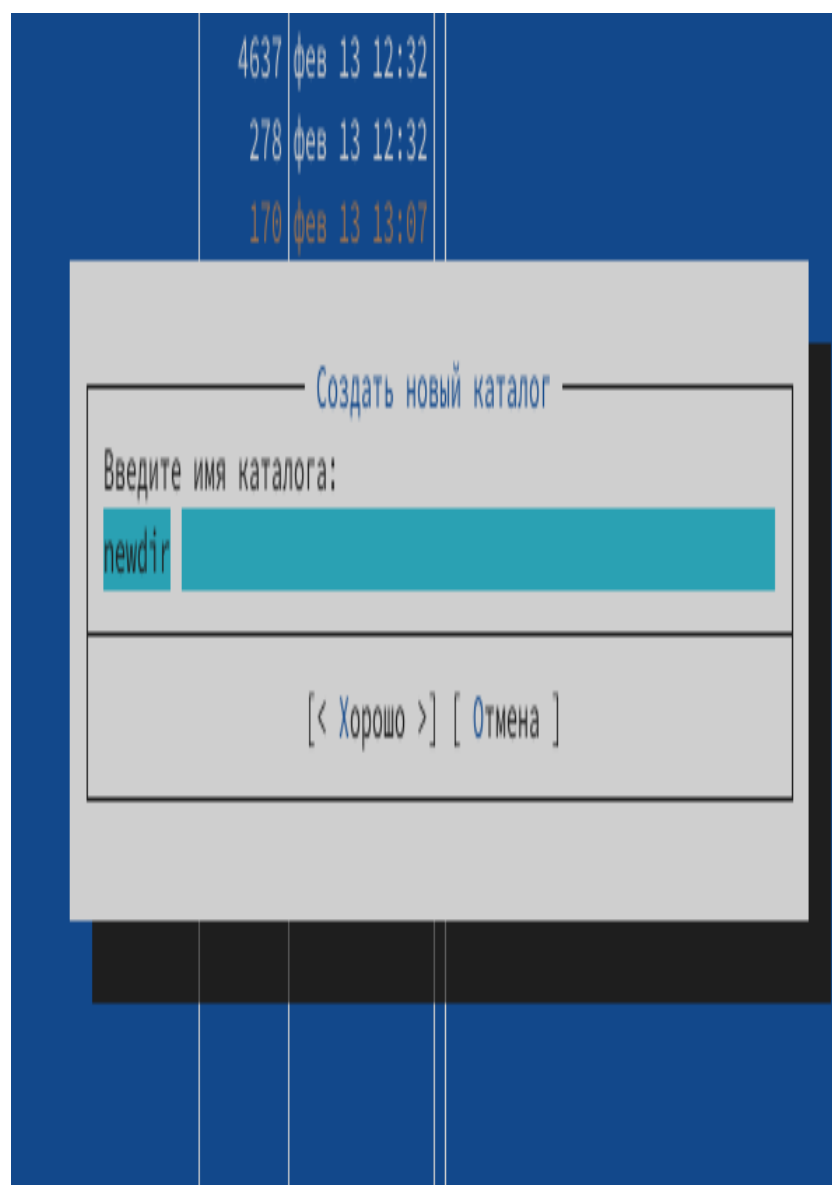 4637 фев 13 12:32
278 фев 13 12:32
170 фев 13 13:07
Создать новый каталог
Введите имя каталога:
newdir
[< Хорошо >] [ Отмена ]